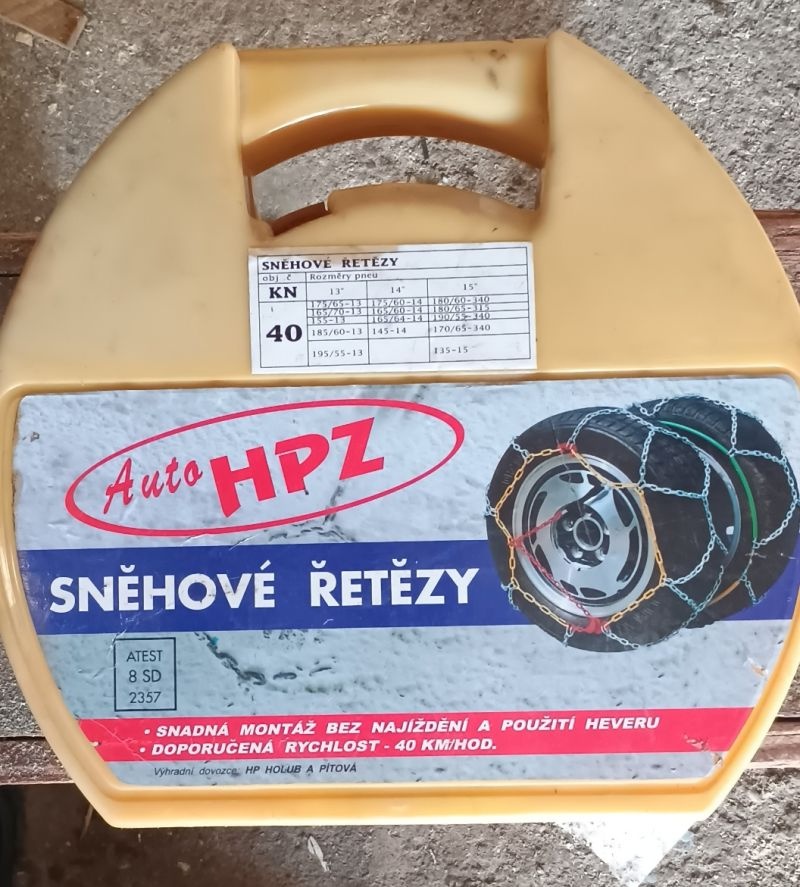 SNĚHOVÉ ŘETĚZY
obj. č Rozměry pneu
KN 13" 14" 15"
40
175/65-13 175/60-14 180/60-340
165/70-13 165/60-14 180/65-315
155-13 165/64-14 190/55-340
185/60-13 145-14 170/65-340
195/55-13 135-15
Auto HPZ
SNĚHOVÉ ŘETĚZY
ATEST
8 SD
2357
• SNADNÁ MONTÁŽ BEZ NAJÍŽDĚNÍ A POUŽITÍ HEVERU
• DOPORUČENÁ RYCHLOST - 40 KM/HOD.
Výhradní dovozce: HP HOLUB A PÍTOVÁ